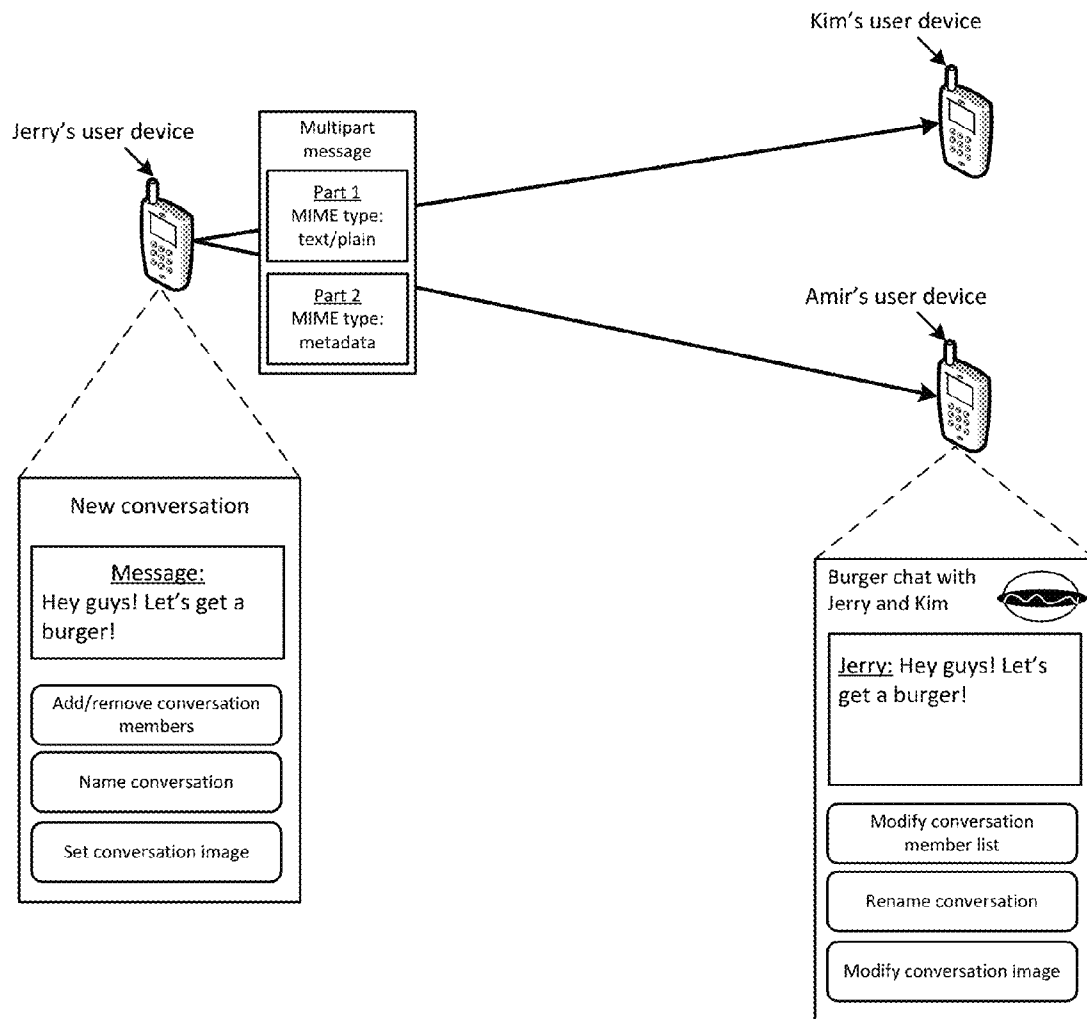 Kim's user device
Jerry's user device
Multipart
message
Part 1
MIME type:
text/plain
Part 2
MIME type:
metadata
Amir's user device
New conversation
Message:
Hey guys! Let's get a
burger!
Add/remove conversation
members
Name conversation
Set conversation image
Burger chat with
Jerry and Kim
Jerry: Hey guys! Let's
get a burger!
Modify conversation
member list
Rename conversation
Modify conversation image